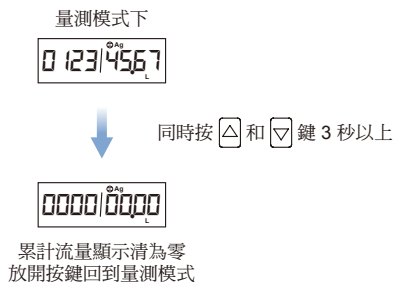 量測模式下
Ag
0123 45.67
L
同時按 △ 和 ▽ 鍵 3 秒以上
Ag
0000 00.00
L
累計流量顯示清為零
放開按鍵回到量測模式